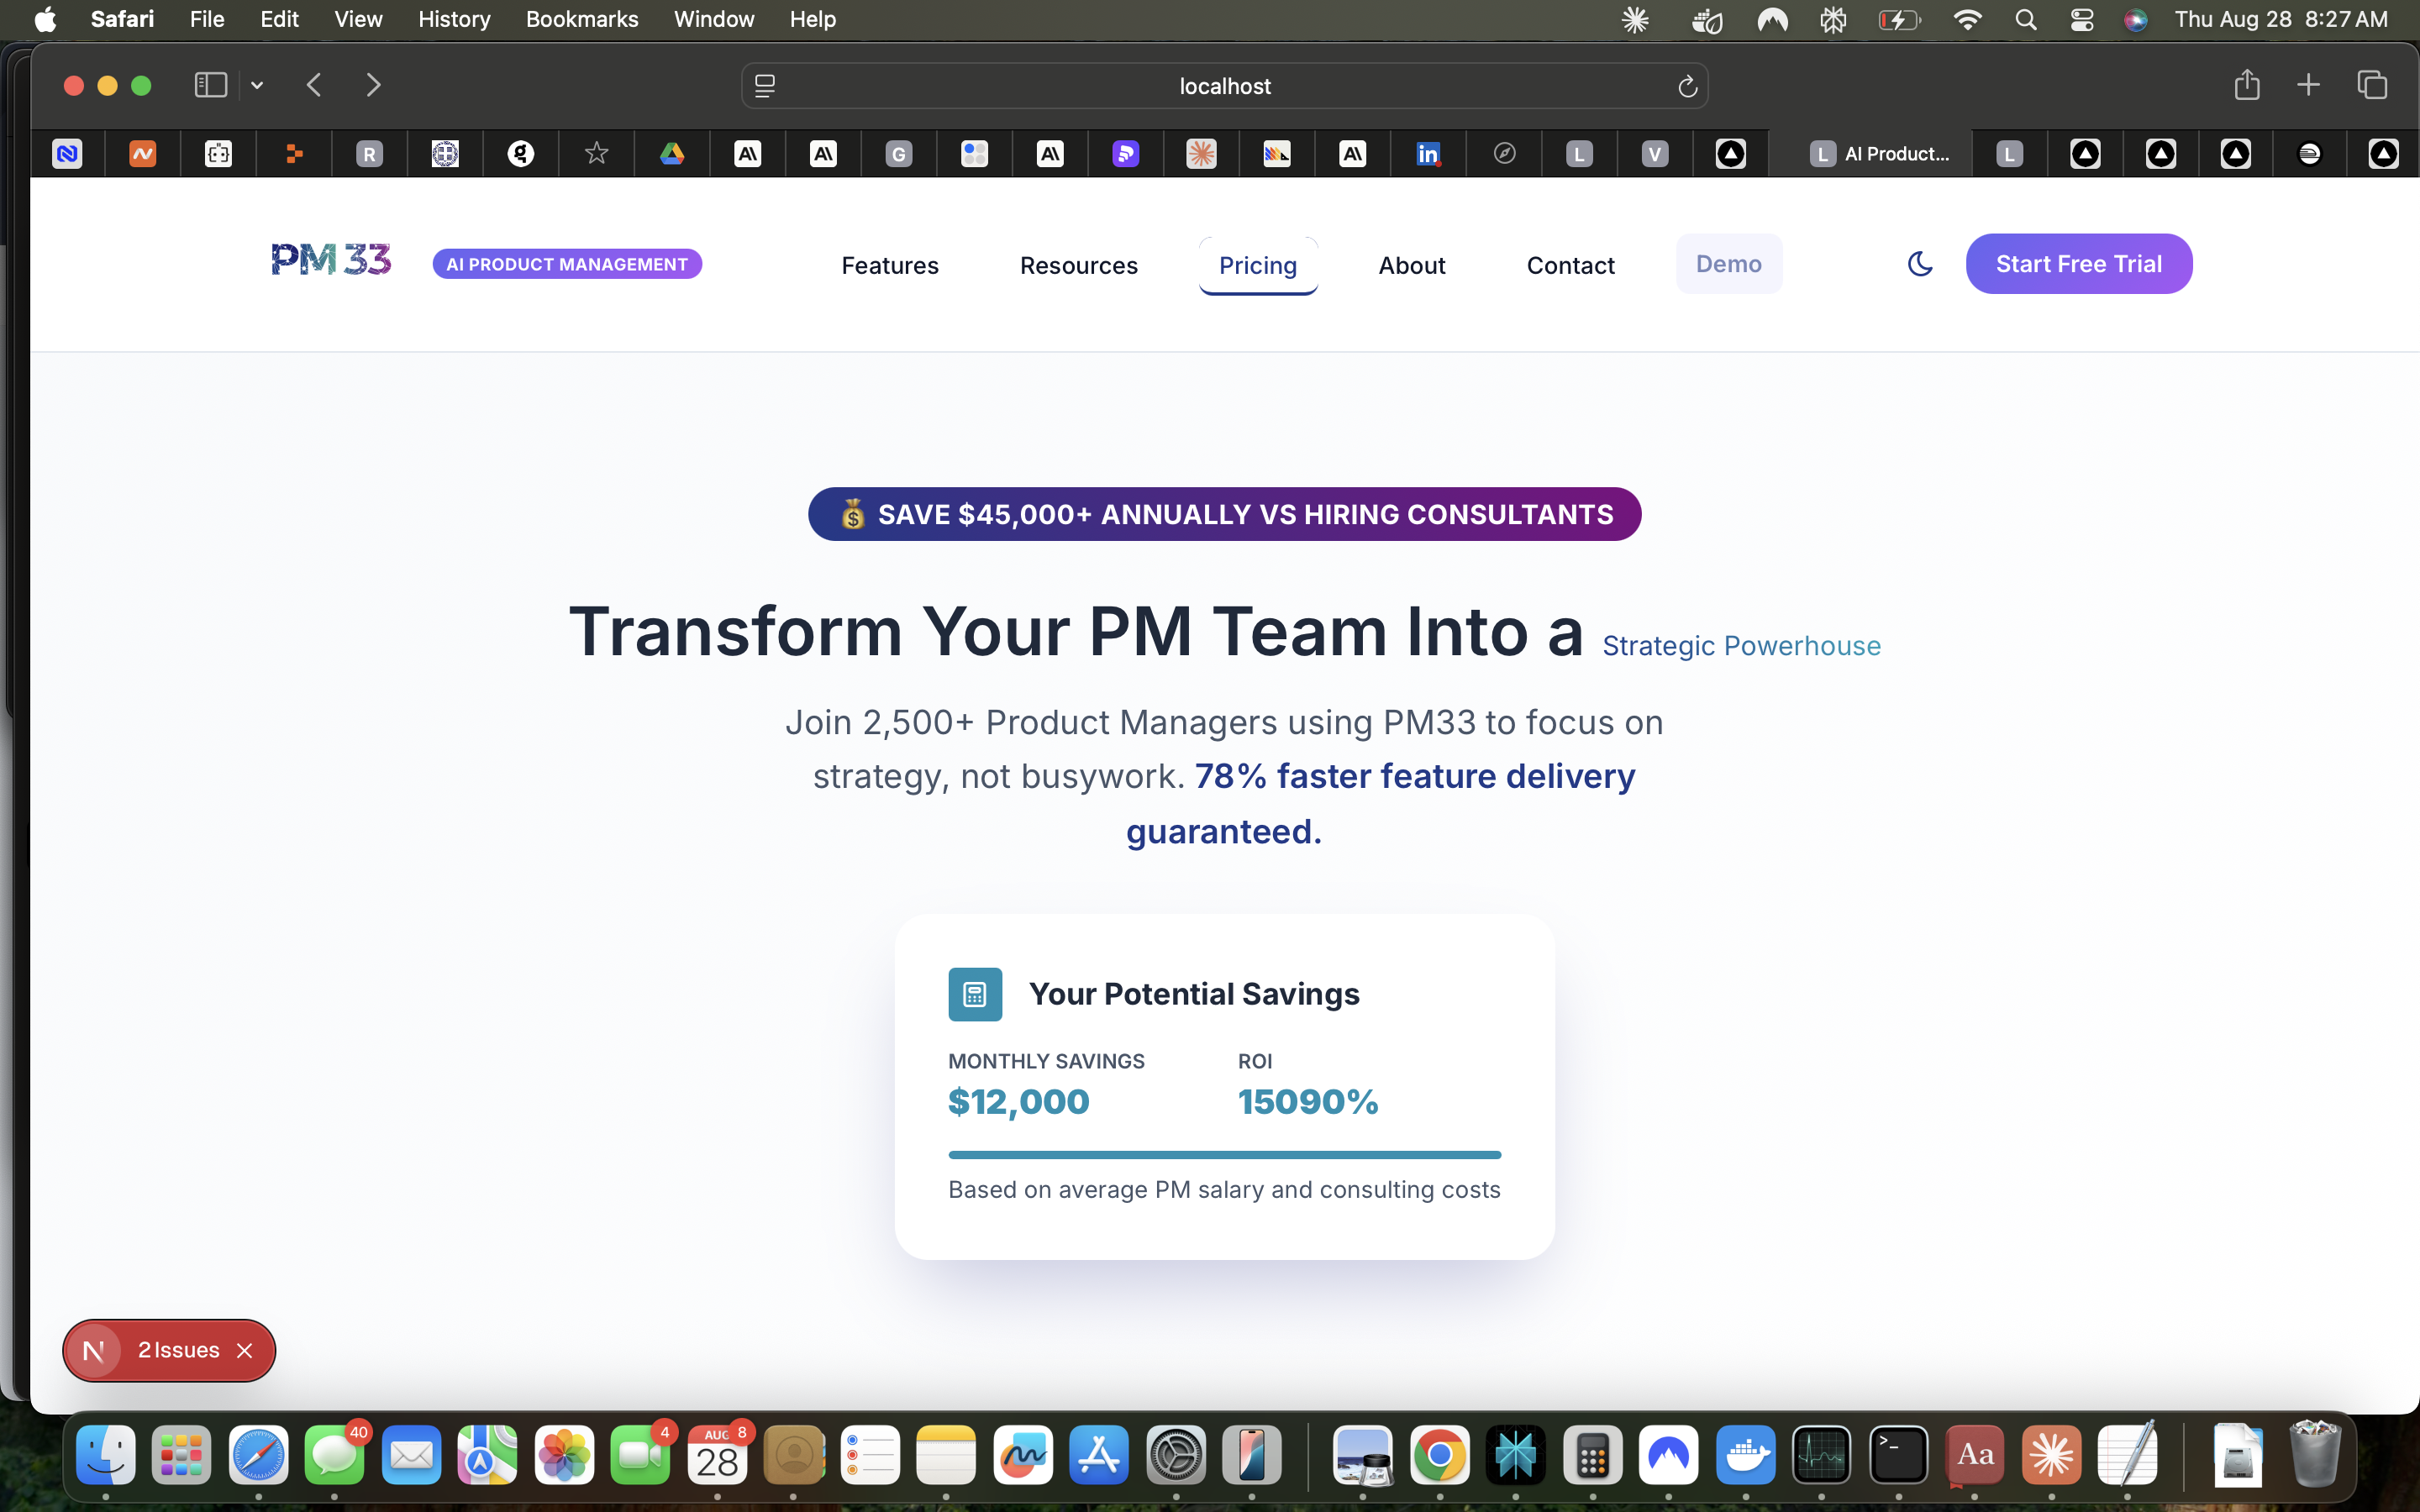 Safari File Edit View History Bookmarks Window Help Thu Aug 28 8:27 AM
localhost
R G L V L AI Product... L
PM33 AI PRODUCT MANAGEMENT Features Resources Pricing About Contact Demo Start Free Trial
💰 SAVE $45,000+ ANNUALLY VS HIRING CONSULTANTS
Transform Your PM Team Into a Strategic Powerhouse
Join 2,500+ Product Managers using PM33 to focus on
strategy, not busywork. 78% faster feature delivery
guaranteed.
Your Potential Savings
MONTHLY SAVINGS ROI
$12,000 15090%
Based on average PM salary and consulting costs
N 2 Issues
40 4 AUG 8
28 Aa